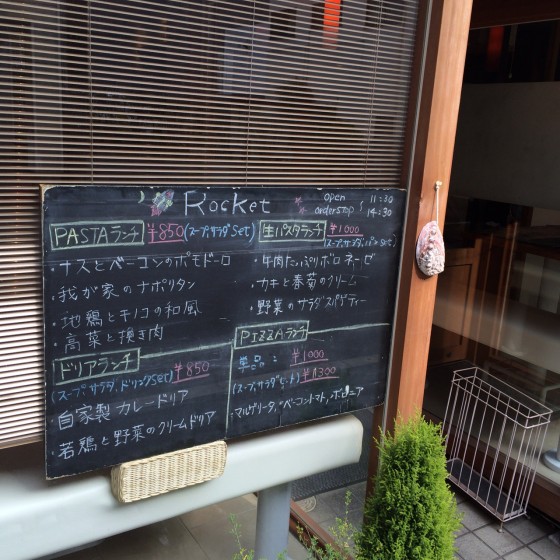 Rocket
open 11:30
orderstop 14:30
PASTAランチ ¥850 (スープ,サラダ set)
・ナスとベーコンのポモドーロ
・我が家のナポリタン
・地鶏とキノコの和風
・高菜と挽き肉
生パスタランチ ¥1000
(スープ,サラダ,パンset)
・牛肉たっぷりボロネーゼ
・カキと春菊のクリーム
・野菜のサラダスパゲティー
ドリアランチ
(スープ,サラダ,ドリンクset) ¥850
・自家製カレードリア
・若鶏と野菜のクリームドリア
PIZZAランチ
単品: ¥1000
¥1300
・マルゲリータ,・ベーコントマト,